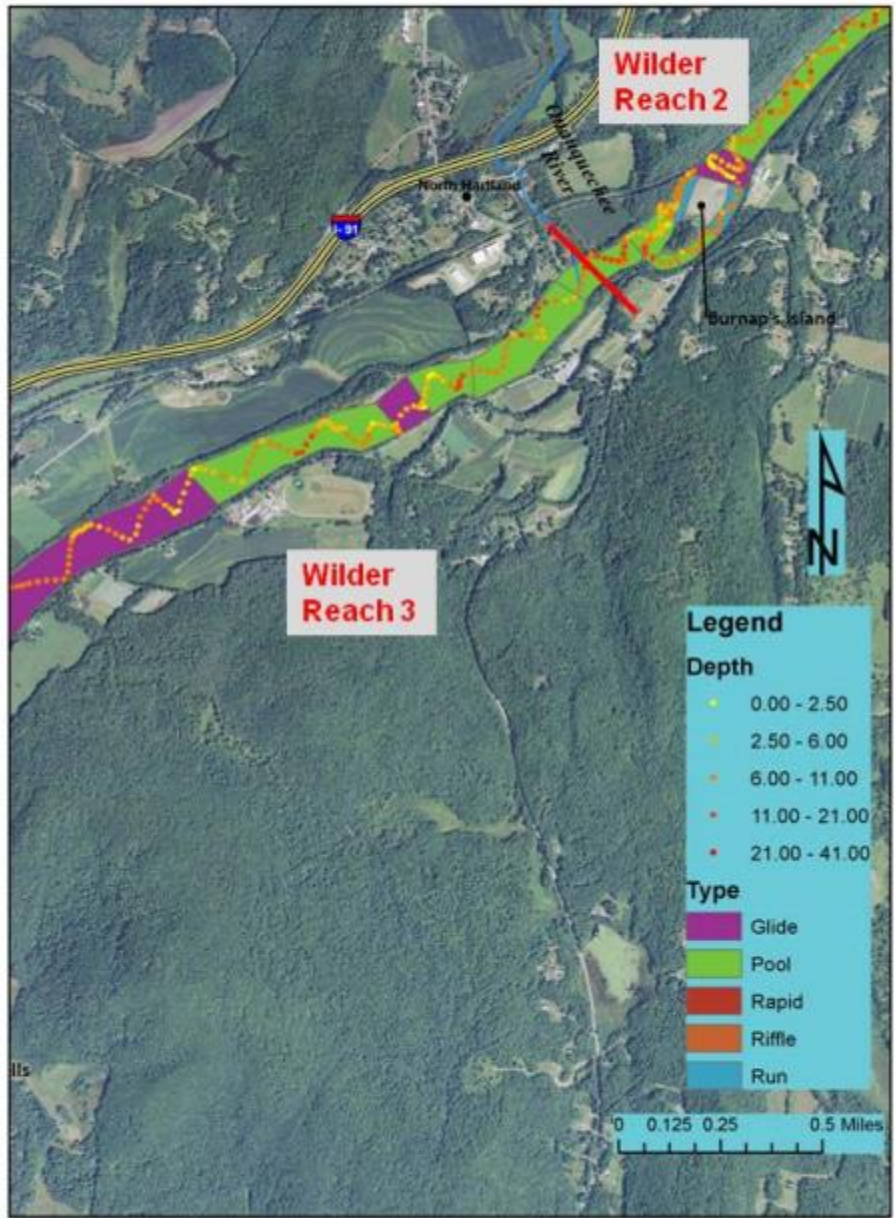 Wilder
Reach 2
Ottauquechee
River
North Hartland
I-91
Burnap's Island
N
Wilder
Reach 3
Legend
Depth
0.00 - 2.50
2.50 - 6.00
6.00 - 11.00
11.00 - 21.00
21.00 - 41.00
Type
Glide
Pool
Rapid
Riffle
Run
lls
0 0.125 0.25 0.5 Miles